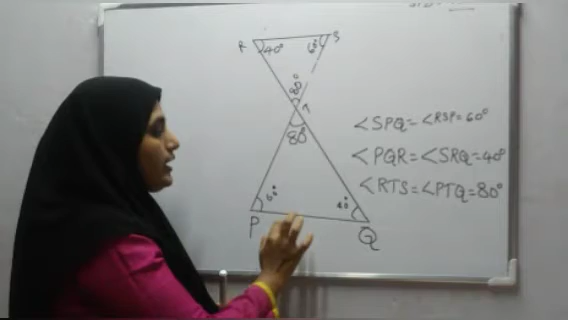 R S
40° 60°
80°
T
80°
60° 40°
P Q
∠SPQ=∠RSP=60°
∠PQR=∠SRQ=40°
∠RTS=∠PTQ=80°